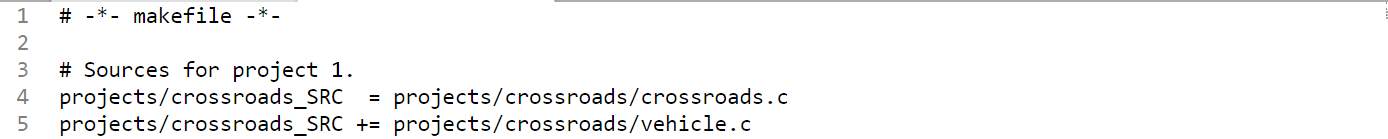 1 # -*- makefile -*-
2
3 # Sources for project 1.
4 projects/crossroads_SRC  = projects/crossroads/crossroads.c
5 projects/crossroads_SRC += projects/crossroads/vehicle.c